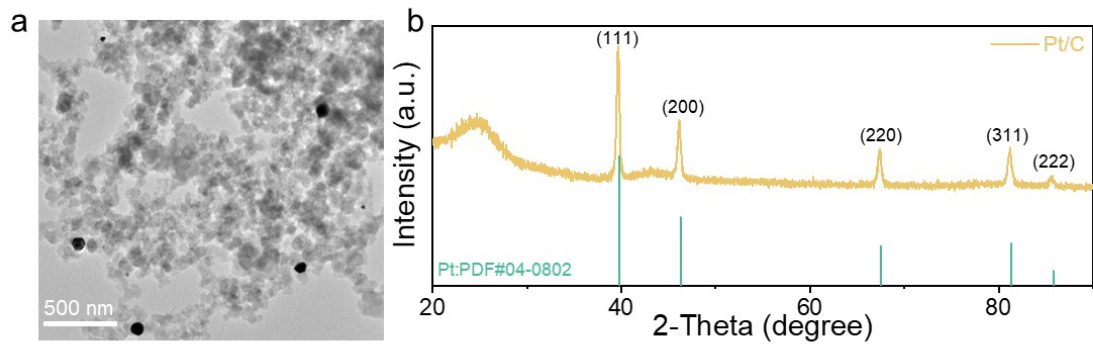 a
500 nm
b
Intensity (a.u.)
(111)
(200)
(220)
(311)
(222)
Pt/C
Pt:PDF#04-0802
20
40
60
80
2-Theta (degree)